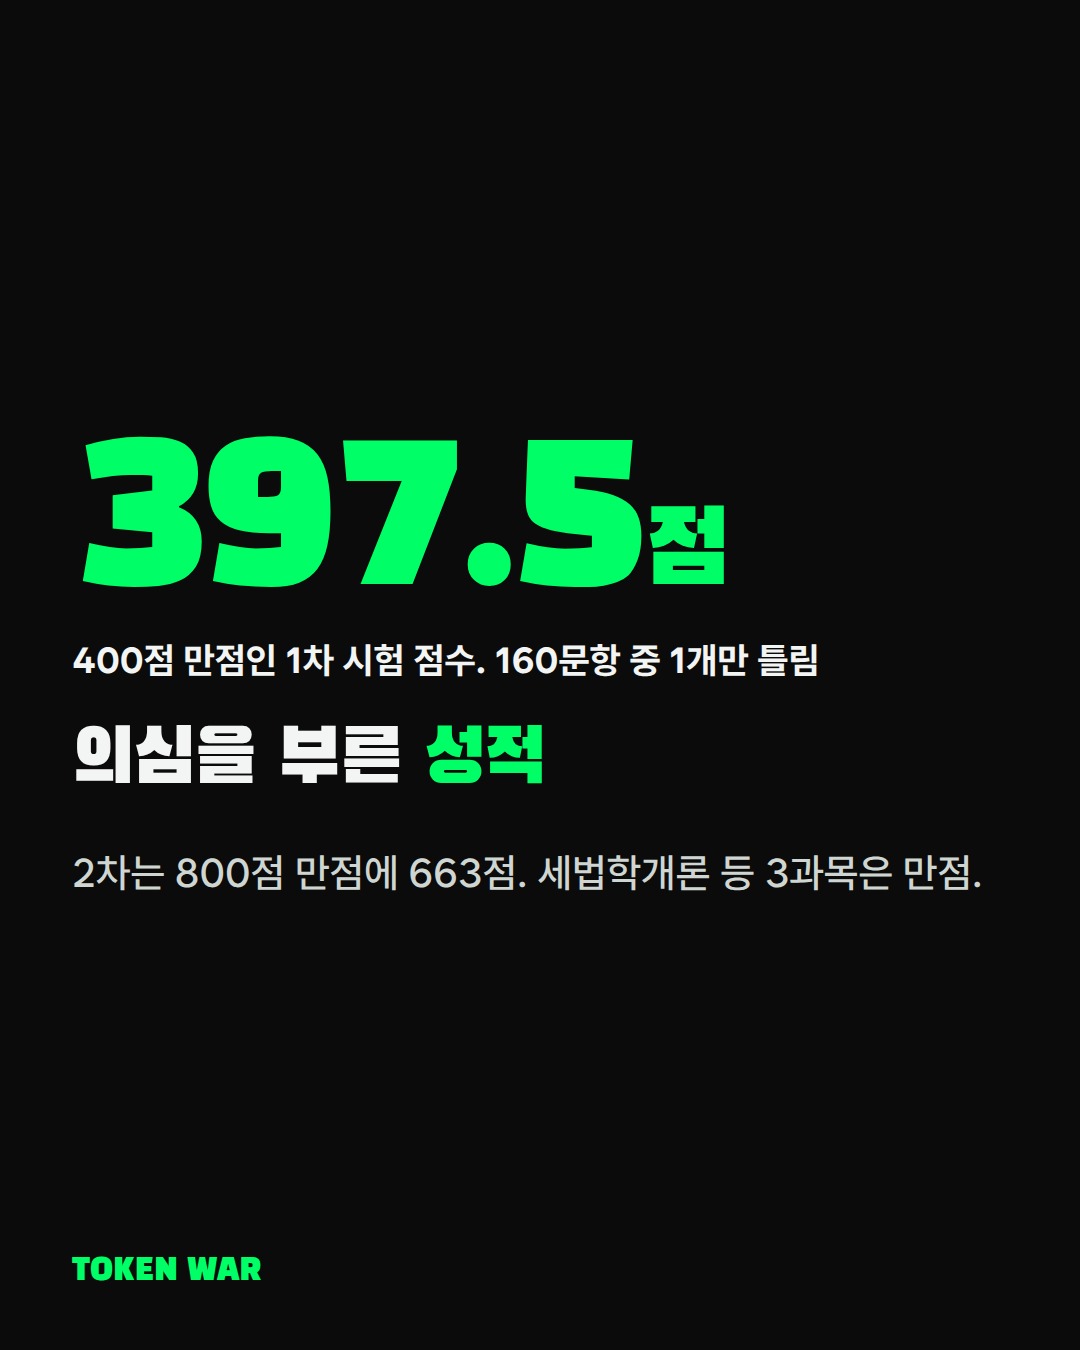 397.5점
400점 만점인 1차 시험 점수. 160문항 중 1개만 틀림
의심을 부른 성적
2차는 800점 만점에 663점. 세법학개론 등 3과목은 만점.
TOKEN WAR